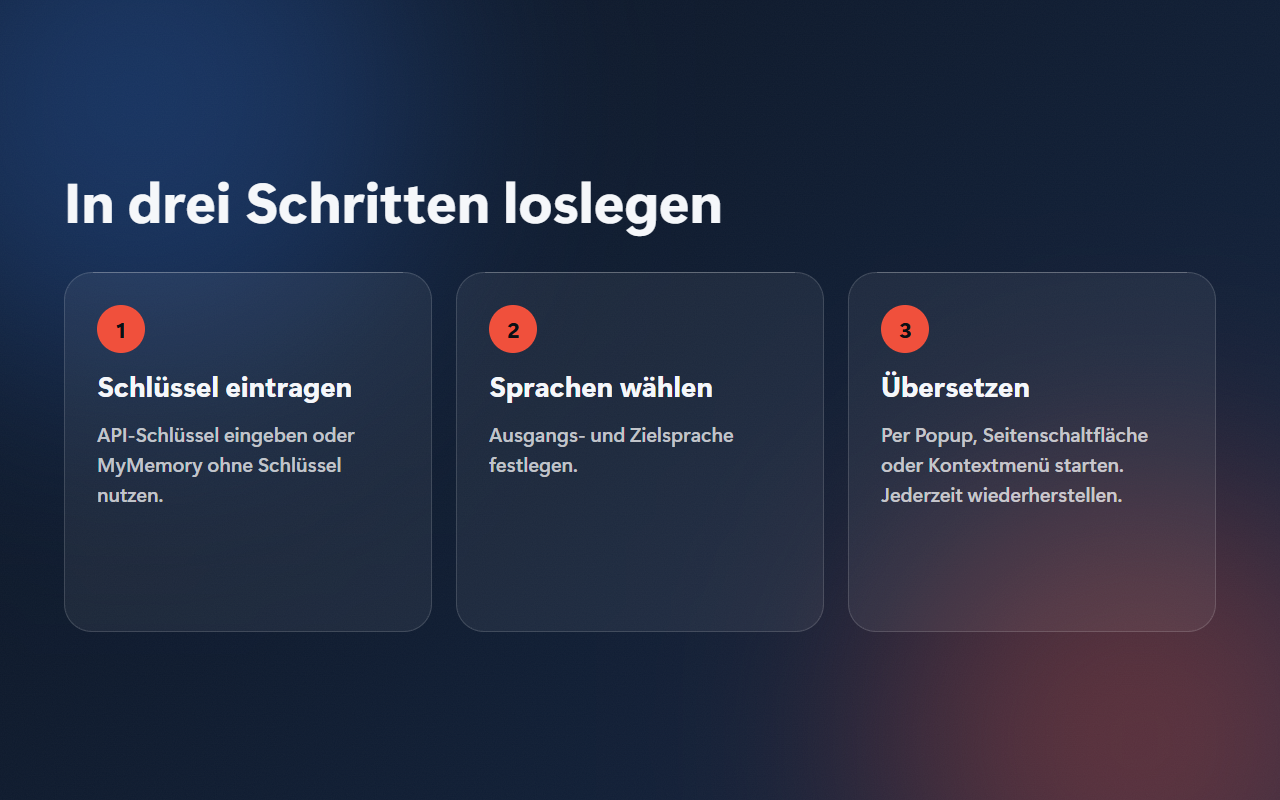 In drei Schritten loslegen
1
Schlüssel eintragen
API-Schlüssel eingeben oder
MyMemory ohne Schlüssel
nutzen.
2
Sprachen wählen
Ausgangs- und Zielsprache
festlegen.
3
Übersetzen
Per Popup, Seitenschaltfläche
oder Kontextmenü starten.
Jederzeit wiederherstellen.